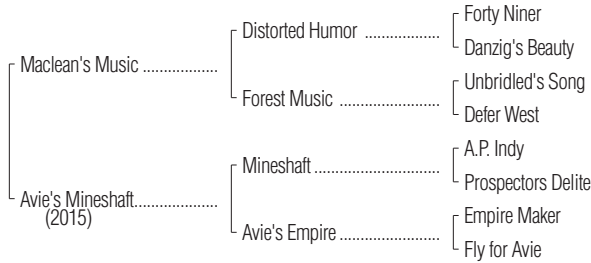 Forty Niner
Distorted Humor ..................
Danzig's Beauty
Maclean's Music ..................
Unbridled's Song
Forest Music ........................
Defer West
A.P. Indy
Mineshaft ..............................
Prospectors Delite
Avie's Mineshaft....................
(2015)
Empire Maker
Avie's Empire ........................
Fly for Avie